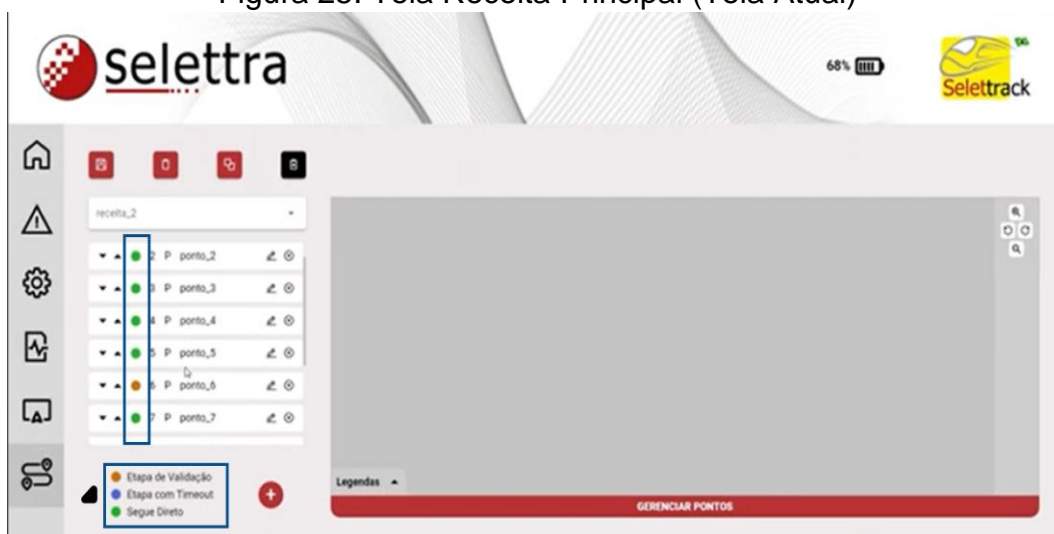 Figura 28: Tela Receita Principal (Tela Atual)
Selettra
68%
Selettrack
receita_2
2 P ponto_2
3 P ponto_3
4 P ponto_4
5 P ponto_5
6 P ponto_6
7 P ponto_7
Etapa de Validação
Etapa com Timeout
Segue Direto
Legendas
GERENCIAR PONTOS